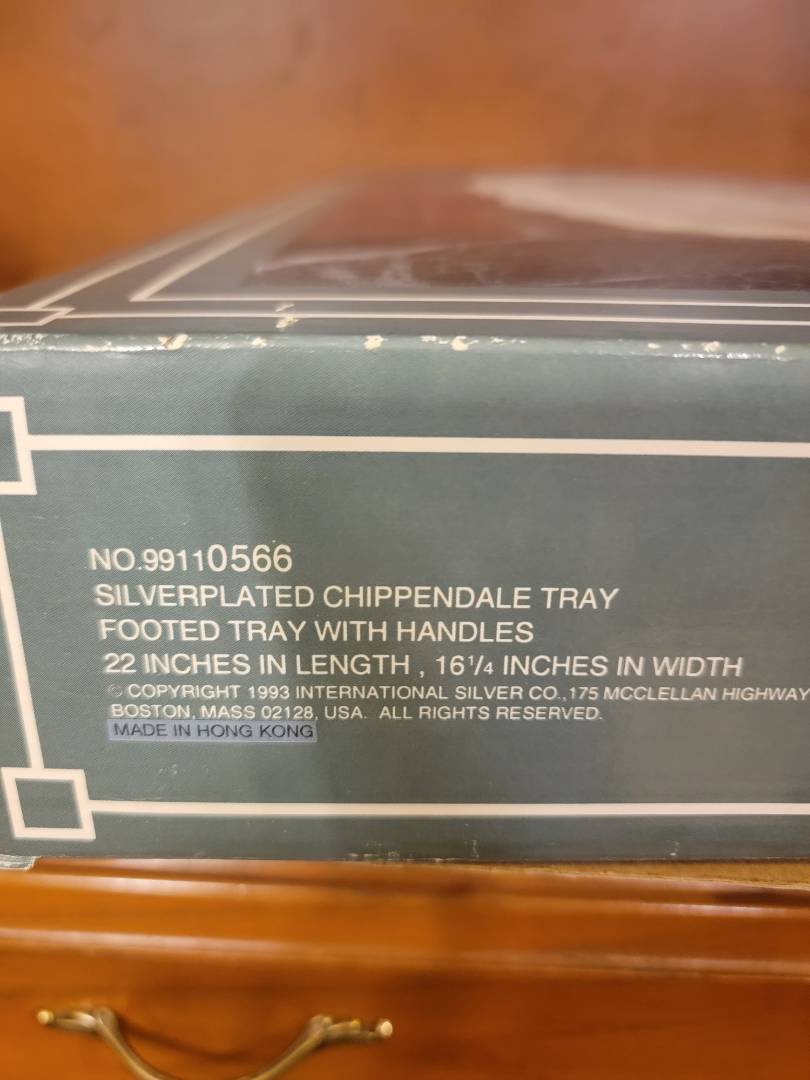 NO.99110566
SILVERPLATED CHIPPENDALE TRAY
FOOTED TRAY WITH HANDLES
22 INCHES IN LENGTH , 16¹/₄ INCHES IN WIDTH
© COPYRIGHT 1993 INTERNATIONAL SILVER CO.,175 MCCLELLAN HIGHWAY
BOSTON, MASS 02128, USA. ALL RIGHTS RESERVED.
MADE IN HONG KONG